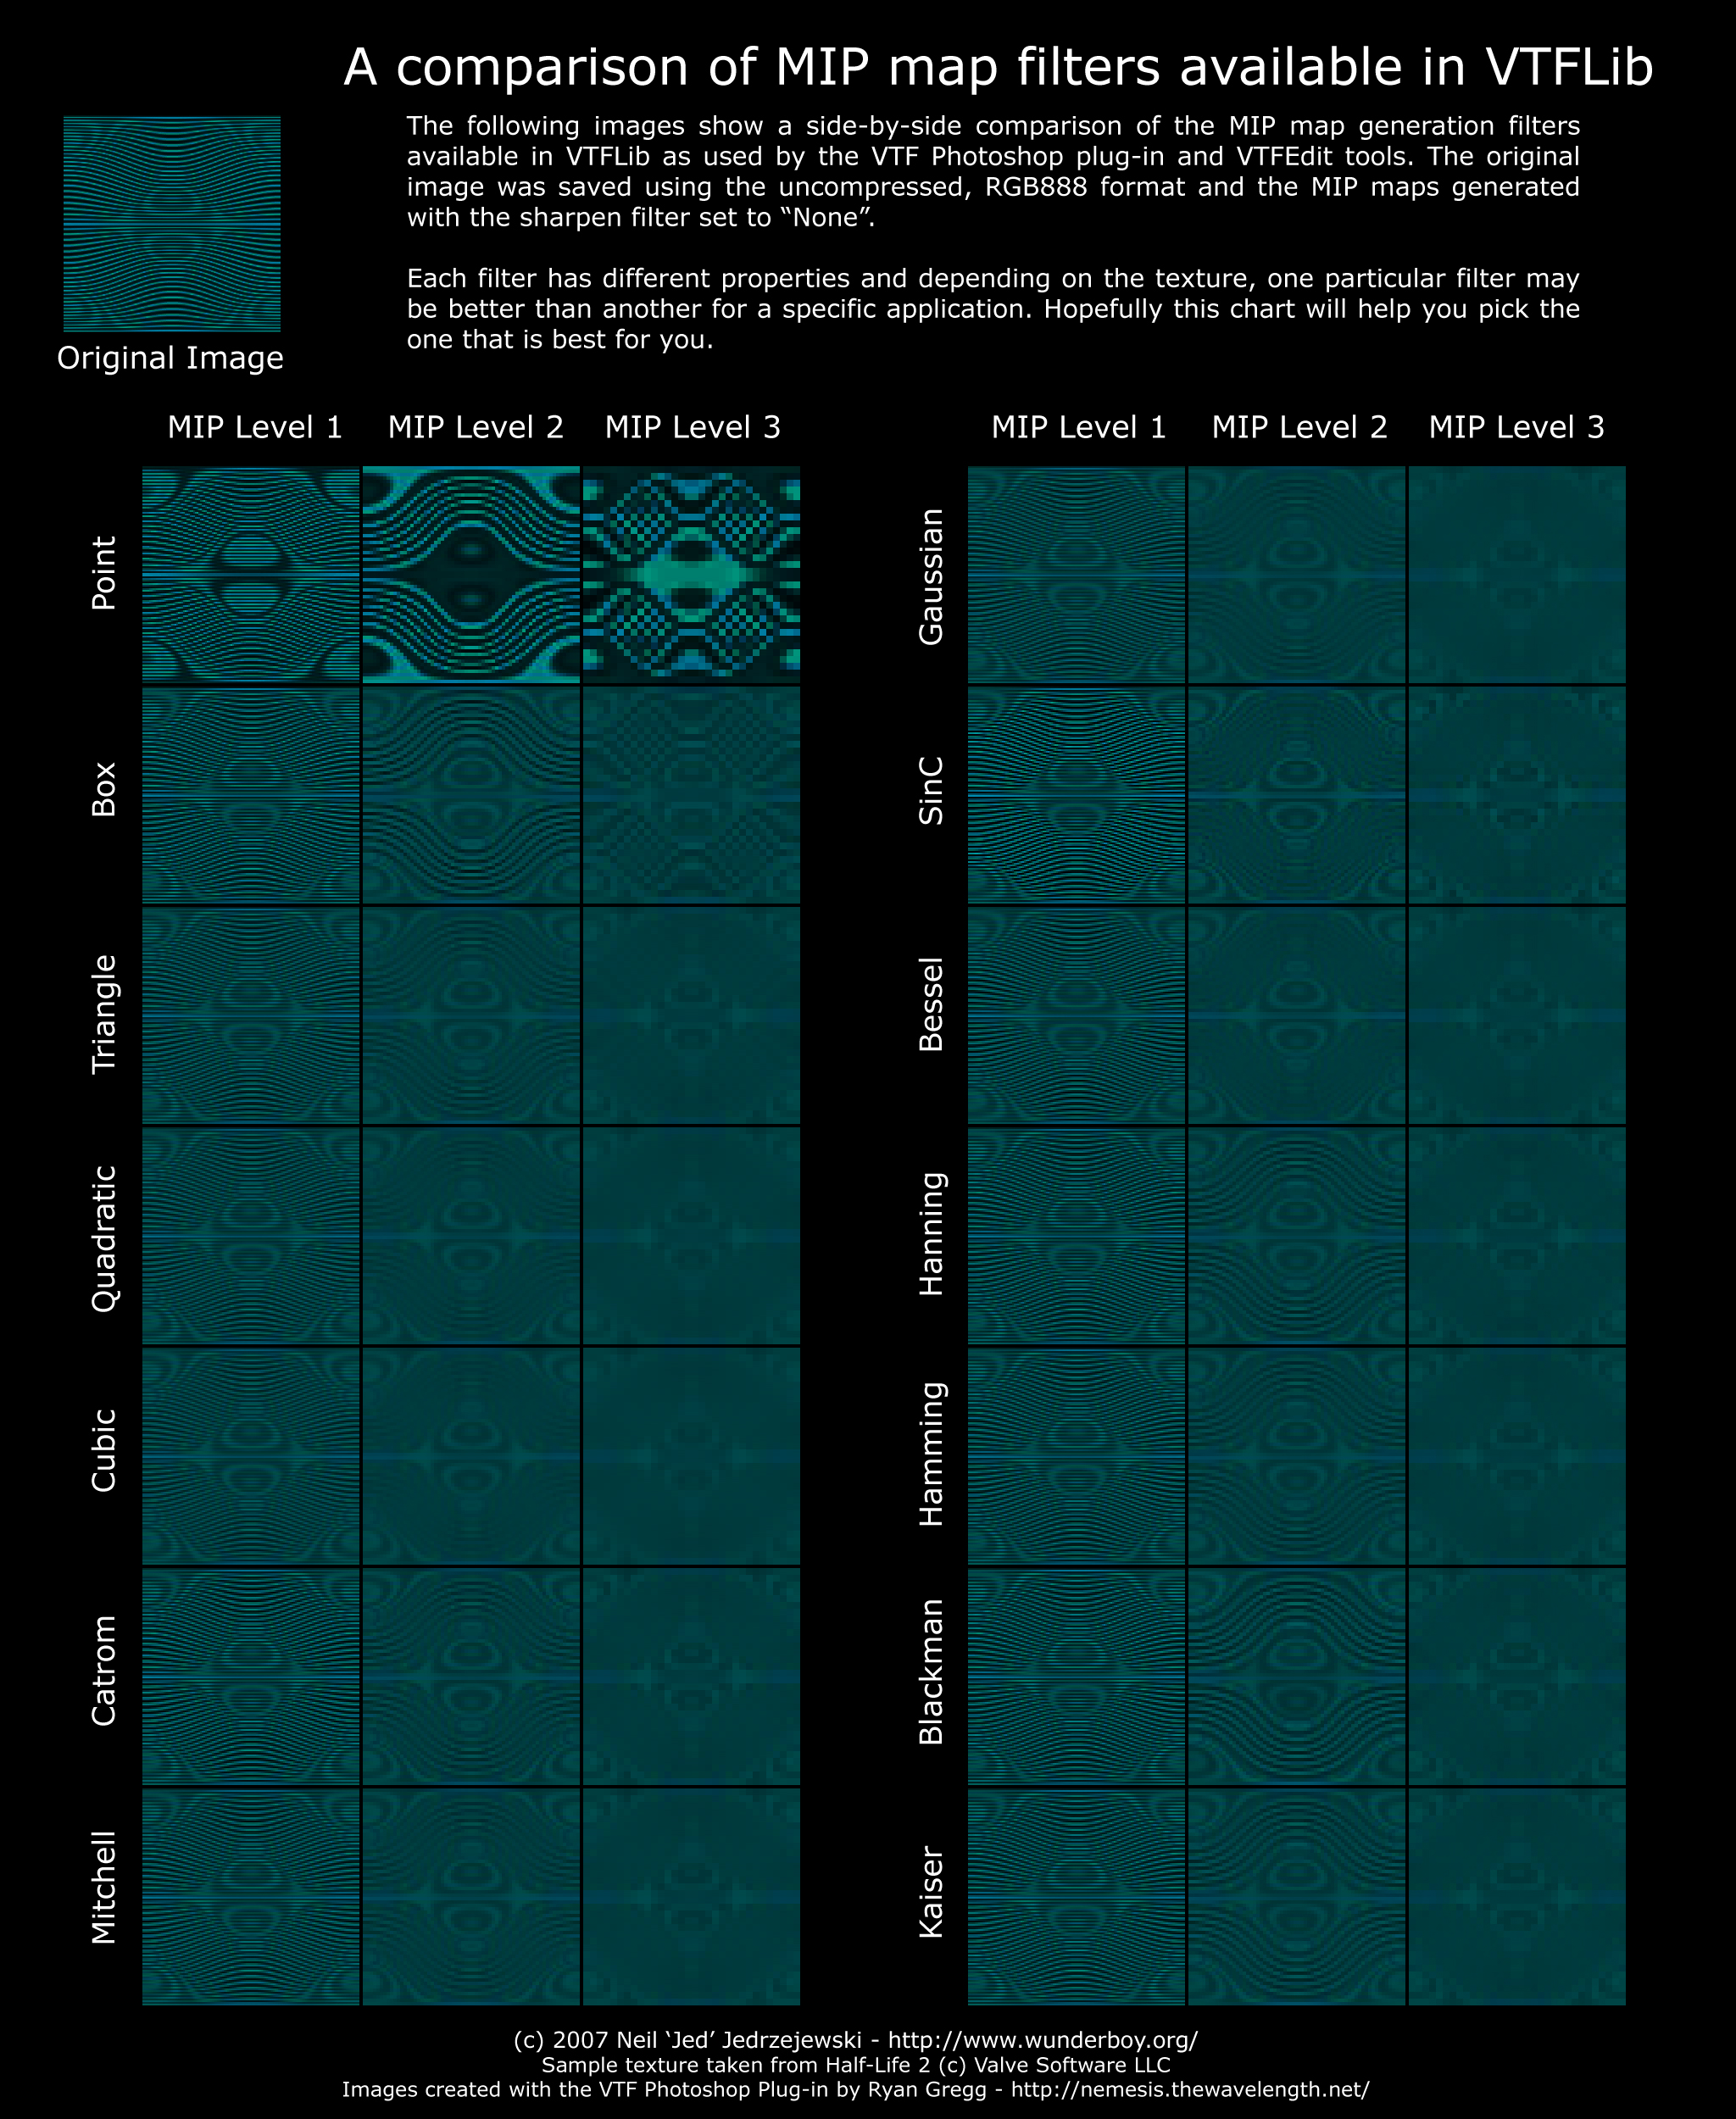 A comparison of MIP map filters available in VTFLib
The following images show a side-by-side comparison of the MIP map generation filters
available in VTFLib as used by the VTF Photoshop plug-in and VTFEdit tools. The original
image was saved using the uncompressed, RGB888 format and the MIP maps generated
with the sharpen filter set to “None”.
Each filter has different properties and depending on the texture, one particular filter may
be better than another for a specific application. Hopefully this chart will help you pick the
one that is best for you.
Original Image
MIP Level 1 MIP Level 2 MIP Level 3
MIP Level 1 MIP Level 2 MIP Level 3
Point
Box
Triangle
Quadratic
Cubic
Catrom
Mitchell
Gaussian
SinC
Bessel
Hanning
Hamming
Blackman
Kaiser
(c) 2007 Neil ‘Jed’ Jedrzejewski - http://www.wunderboy.org/
Sample texture taken from Half-Life 2 (c) Valve Software LLC
Images created with the VTF Photoshop Plug-in by Ryan Gregg - http://nemesis.thewavelength.net/